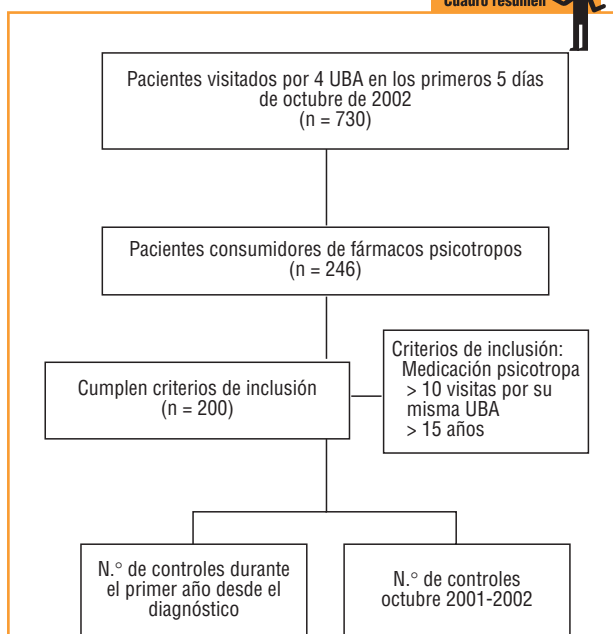 Cuadro resumen
Pacientes visitados por 4 UBA en los primeros 5 días
de octubre de 2002
(n = 730)
Pacientes consumidores de fármacos psicotropos
(n = 246)
Cumplen criterios de inclusión
(n = 200)
Criterios de inclusión:
Medicación psicotropa
> 10 visitas por su
misma UBA
> 15 años
N.° de controles durante
el primer año desde el
diagnóstico
N.° de controles
octubre 2001-2002